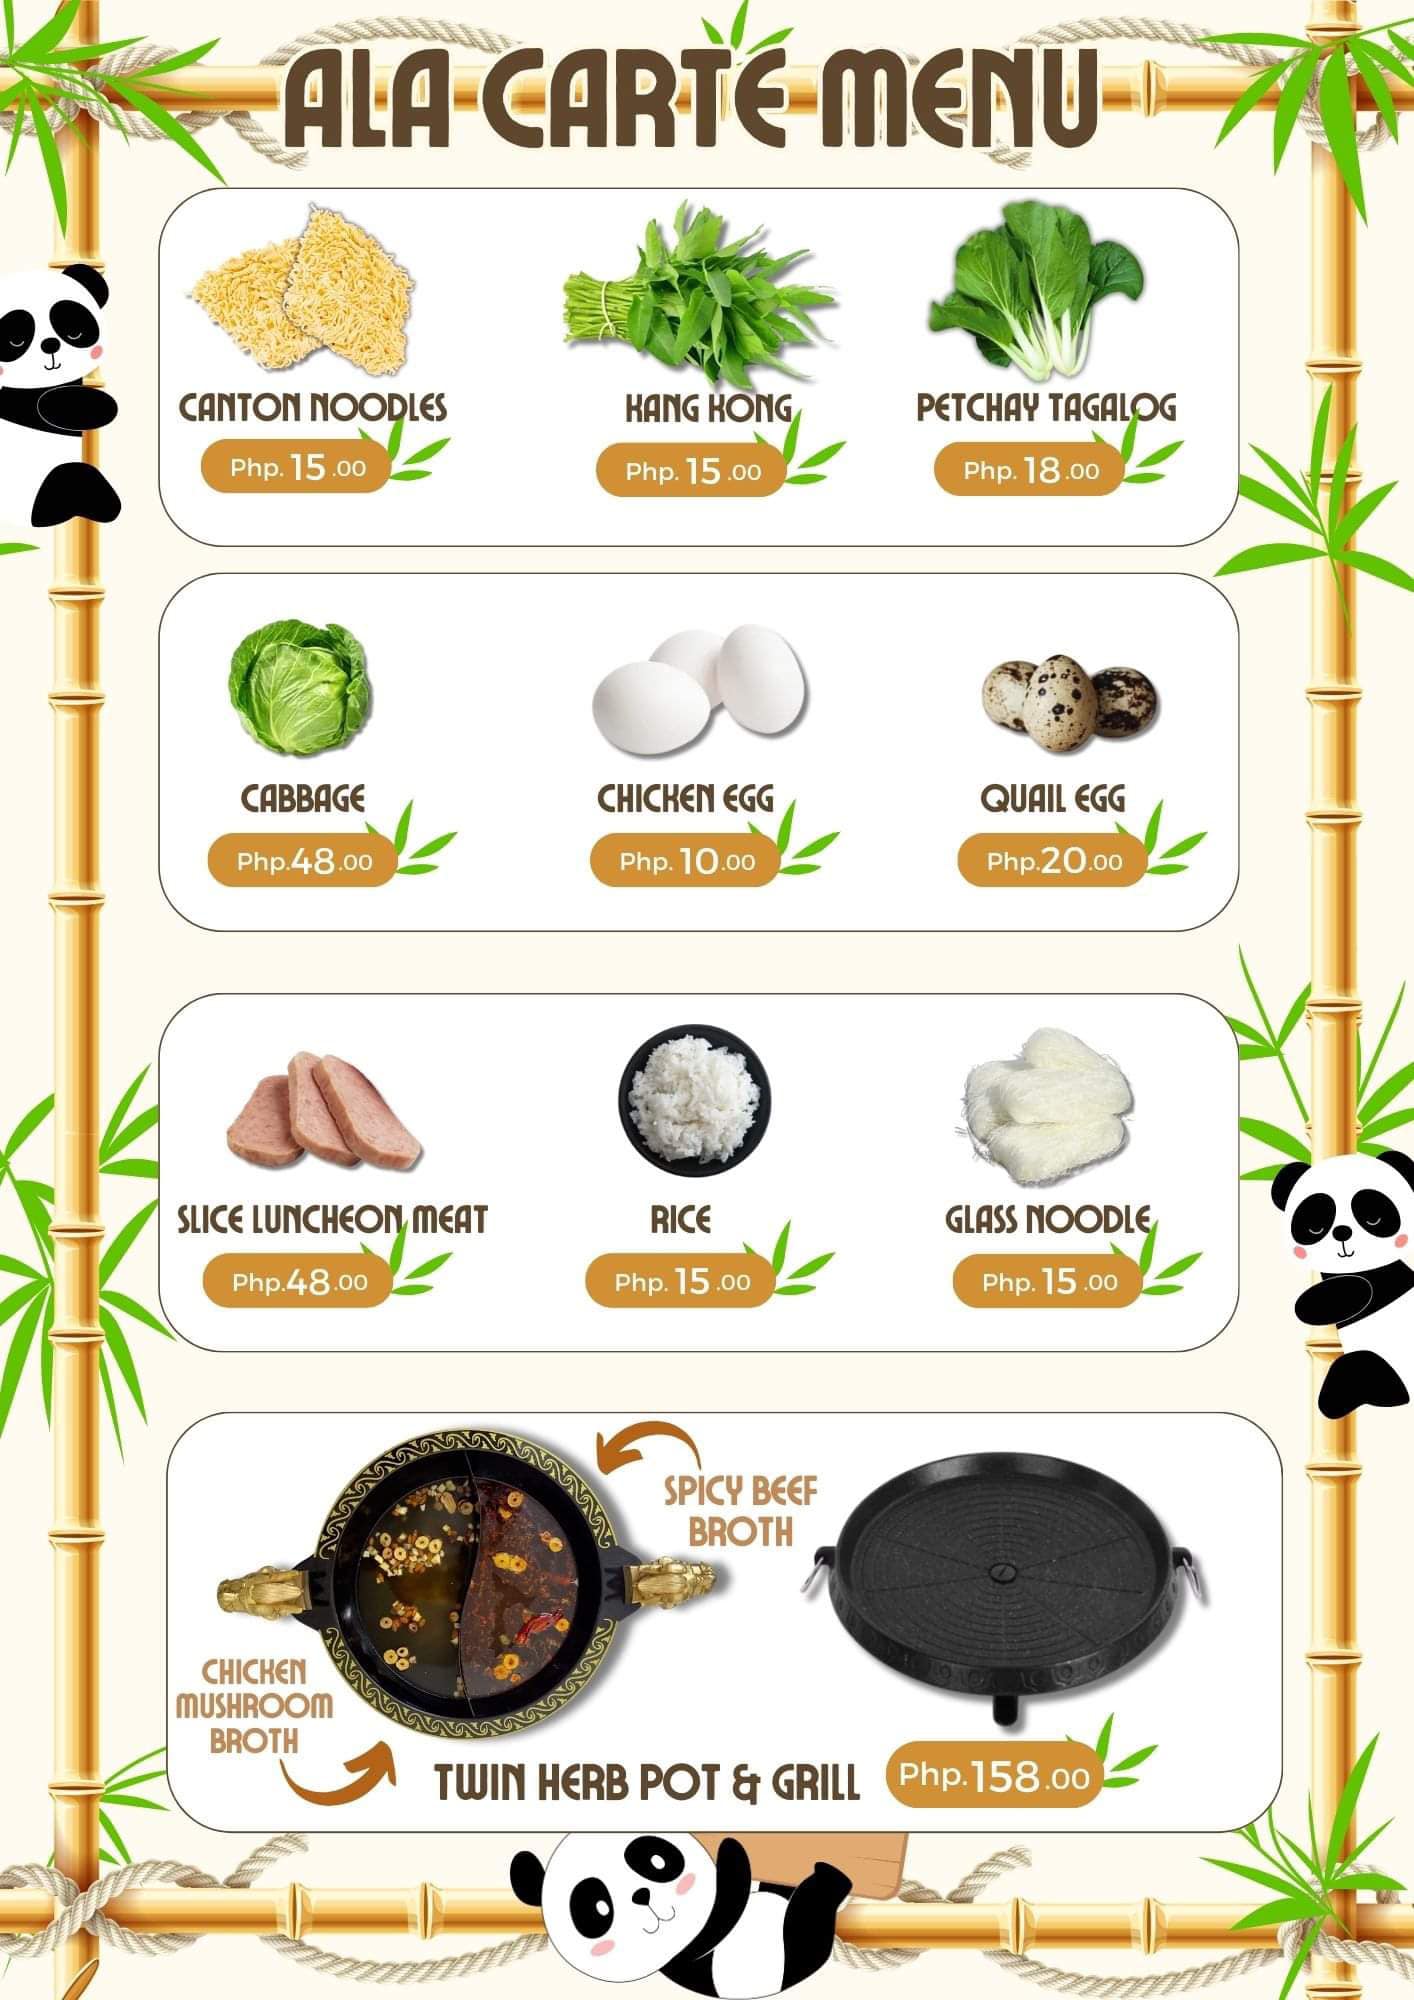 ALA CARTE MENU
CANTON NOODLES
Php. 15.00
KANG KONG
Php. 15.00
PETCHAY TAGALOG
Php. 18.00
CABBAGE
Php.48.00
CHICKEN EGG
Php. 10.00
QUAIL EGG
Php.20.00
SLICE LUNCHEON MEAT
Php.48.00
RICE
Php. 15.00
GLASS NOODLE
Php. 15.00
SPICY BEEF
BROTH
CHICKEN
MUSHROOM
BROTH
TWIN HERB POT & GRILL
Php.158.00